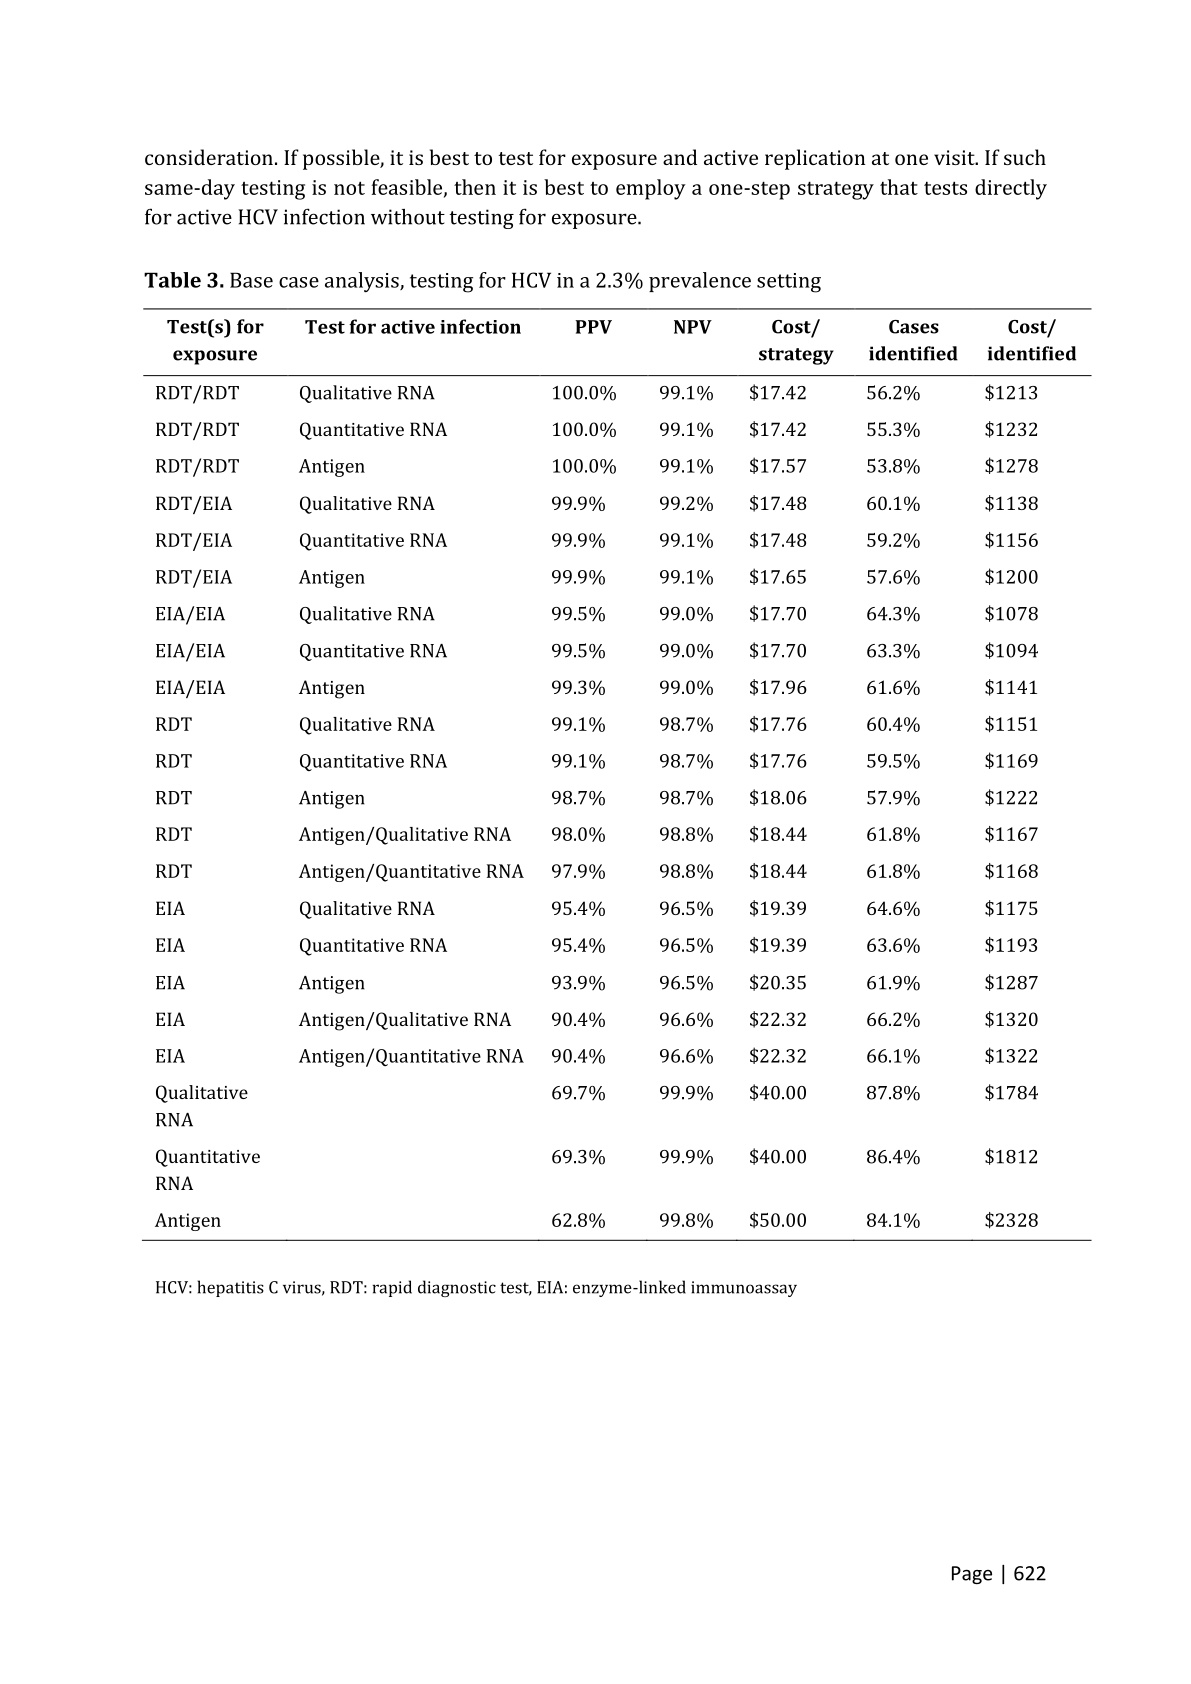 consideration. If possible, it is best to test for exposure and active replication at one visit. If such
same-day testing is not feasible, then it is best to employ a one-step strategy that tests directly
for active HCV infection without testing for exposure.
Table 3. Base case analysis, testing for HCV in a 2.3% prevalence setting
Test(s) for exposure Test for active infection PPV NPV Cost/ strategy Cases identified Cost/ identified
RDT/RDT Qualitative RNA 100.0% 99.1% $17.42 56.2% $1213
RDT/RDT Quantitative RNA 100.0% 99.1% $17.42 55.3% $1232
RDT/RDT Antigen 100.0% 99.1% $17.57 53.8% $1278
RDT/EIA Qualitative RNA 99.9% 99.2% $17.48 60.1% $1138
RDT/EIA Quantitative RNA 99.9% 99.1% $17.48 59.2% $1156
RDT/EIA Antigen 99.9% 99.1% $17.65 57.6% $1200
EIA/EIA Qualitative RNA 99.5% 99.0% $17.70 64.3% $1078
EIA/EIA Quantitative RNA 99.5% 99.0% $17.70 63.3% $1094
EIA/EIA Antigen 99.3% 99.0% $17.96 61.6% $1141
RDT Qualitative RNA 99.1% 98.7% $17.76 60.4% $1151
RDT Quantitative RNA 99.1% 98.7% $17.76 59.5% $1169
RDT Antigen 98.7% 98.7% $18.06 57.9% $1222
RDT Antigen/Qualitative RNA 98.0% 98.8% $18.44 61.8% $1167
RDT Antigen/Quantitative RNA 97.9% 98.8% $18.44 61.8% $1168
EIA Qualitative RNA 95.4% 96.5% $19.39 64.6% $1175
EIA Quantitative RNA 95.4% 96.5% $19.39 63.6% $1193
EIA Antigen 93.9% 96.5% $20.35 61.9% $1287
EIA Antigen/Qualitative RNA 90.4% 96.6% $22.32 66.2% $1320
EIA Antigen/Quantitative RNA 90.4% 96.6% $22.32 66.1% $1322
Qualitative RNA 69.7% 99.9% $40.00 87.8% $1784
Quantitative RNA 69.3% 99.9% $40.00 86.4% $1812
Antigen 62.8% 99.8% $50.00 84.1% $2328
HCV: hepatitis C virus, RDT: rapid diagnostic test, EIA: enzyme-linked immunoassay
Page | 622